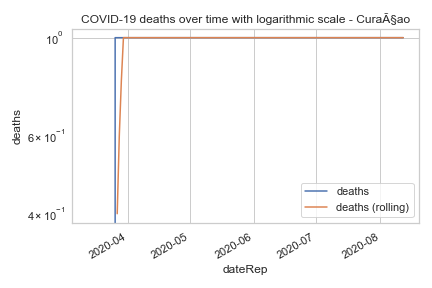 COVID-19 deaths over time with logarithmic scale - CuraÃ§ao
10⁰
6 × 10⁻¹
4 × 10⁻¹
deaths
deaths
deaths (rolling)
2020-04
2020-05
2020-06
2020-07
2020-08
dateRep